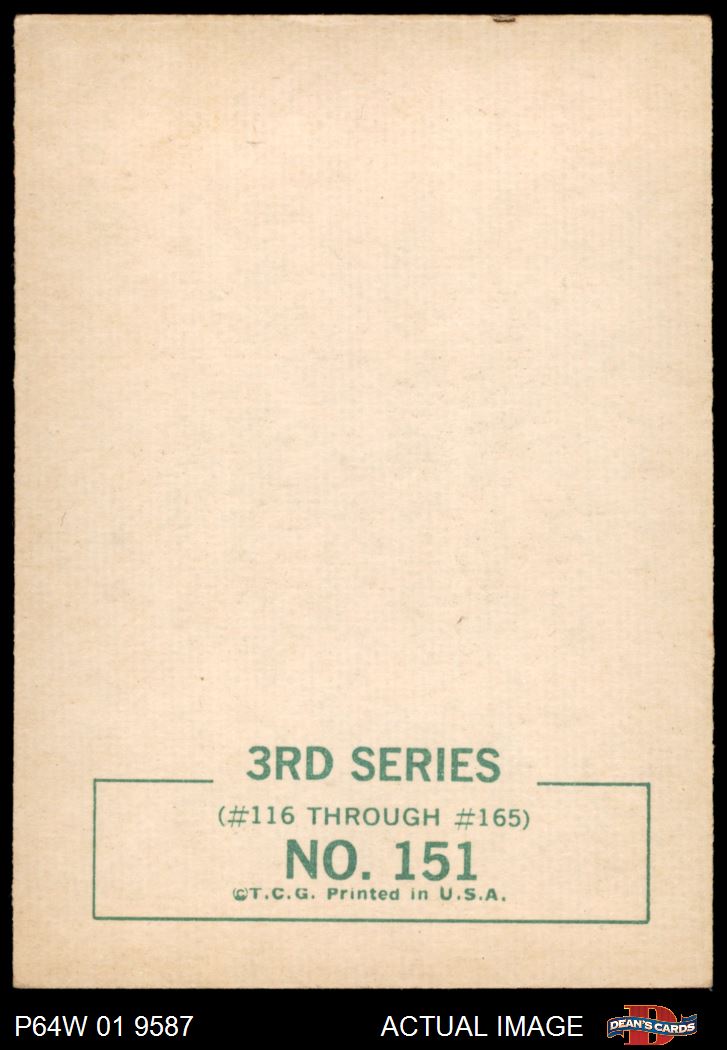 3RD SERIES
(#116 THROUGH #165)
NO. 151
©T.C.G. Printed in U.S.A.
P64W 01 9587
ACTUAL IMAGE
D
DEAN'S CARDS